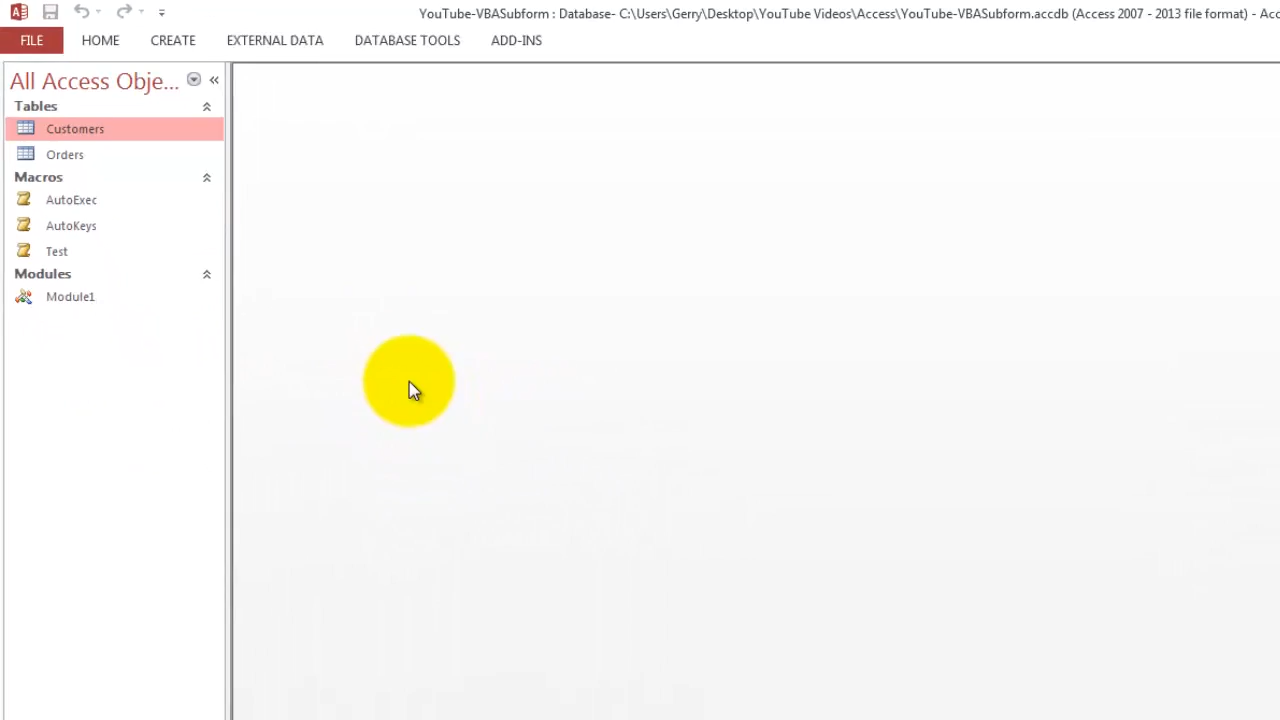 YouTube-VBASubform : Database- C:\Users\Gerry\Desktop\YouTube Videos\Access\YouTube-VBASubform.accdb (Access 2007 - 2013 file format) - Acc
FILE HOME CREATE EXTERNAL DATA DATABASE TOOLS ADD-INS
All Access Obje...
Tables
Customers
Orders
Macros
AutoExec
AutoKeys
Test
Modules
Module1